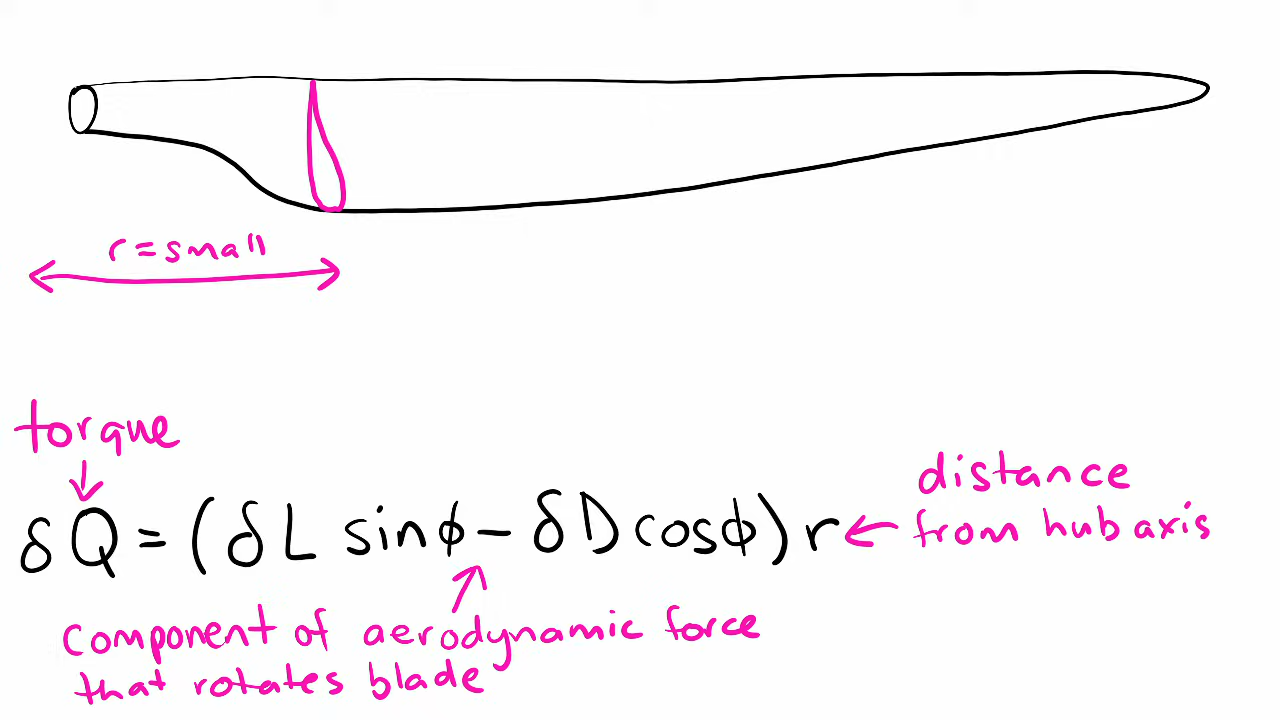 r = small
torque
δQ = (δL sinϕ − δD cosϕ) r
distance
from hub axis
component of aerodynamic force
that rotates blade